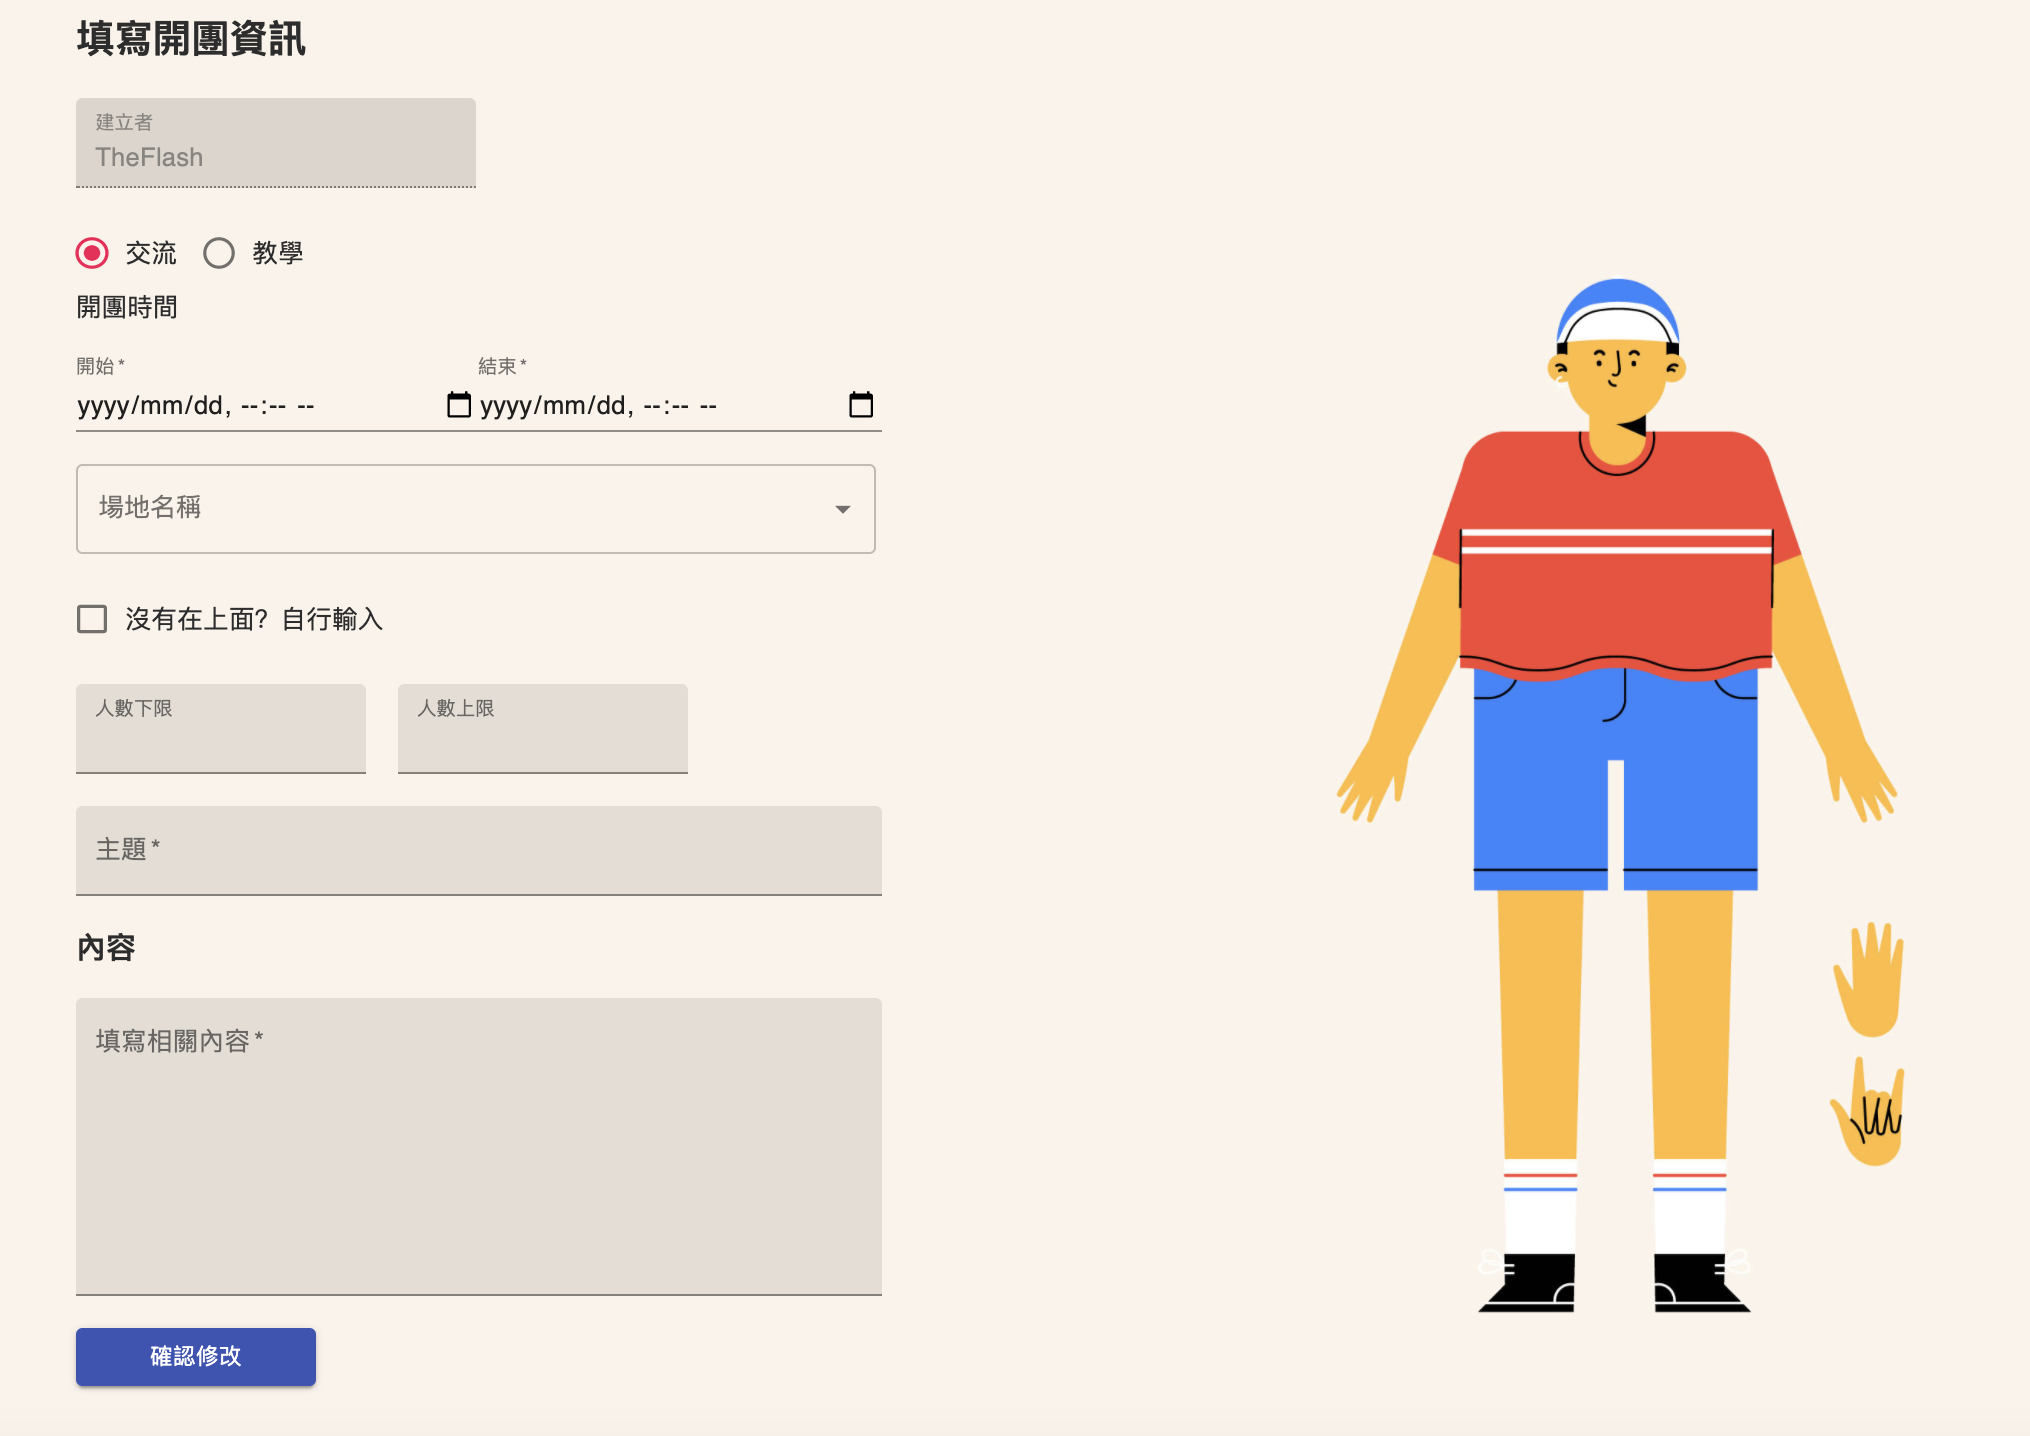 填寫開團資訊
建立者
TheFlash
交流 教學
開團時間
開始 * 結束 *
yyyy/mm/dd, --:-- -- yyyy/mm/dd, --:-- --
場地名稱
沒有在上面? 自行輸入
人數下限 人數上限
主題 *
內容
填寫相關內容 *
確認修改